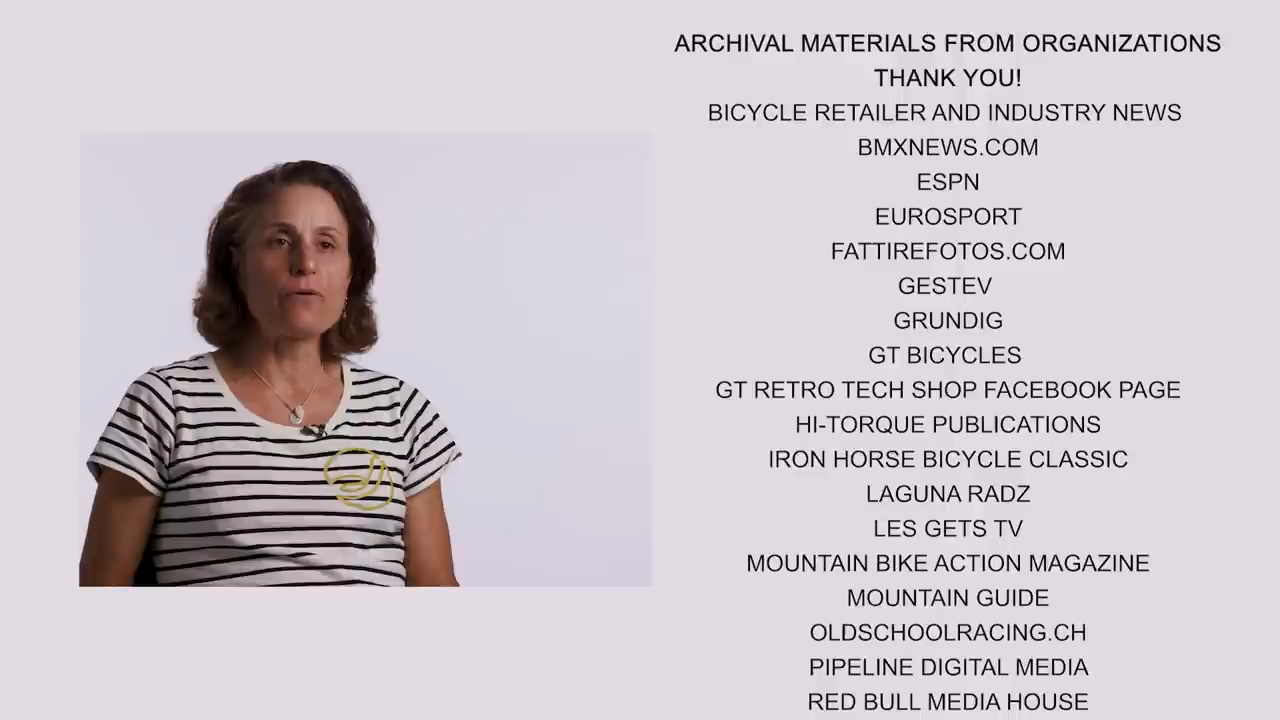 ARCHIVAL MATERIALS FROM ORGANIZATIONS
THANK YOU!
BICYCLE RETAILER AND INDUSTRY NEWS
BMXNEWS.COM
ESPN
EUROSPORT
FATTIREFOTOS.COM
GESTEV
GRUNDIG
GT BICYCLES
GT RETRO TECH SHOP FACEBOOK PAGE
HI-TORQUE PUBLICATIONS
IRON HORSE BICYCLE CLASSIC
LAGUNA RADZ
LES GETS TV
MOUNTAIN BIKE ACTION MAGAZINE
MOUNTAIN GUIDE
OLDSCHOOLRACING.CH
PIPELINE DIGITAL MEDIA
RED BULL MEDIA HOUSE